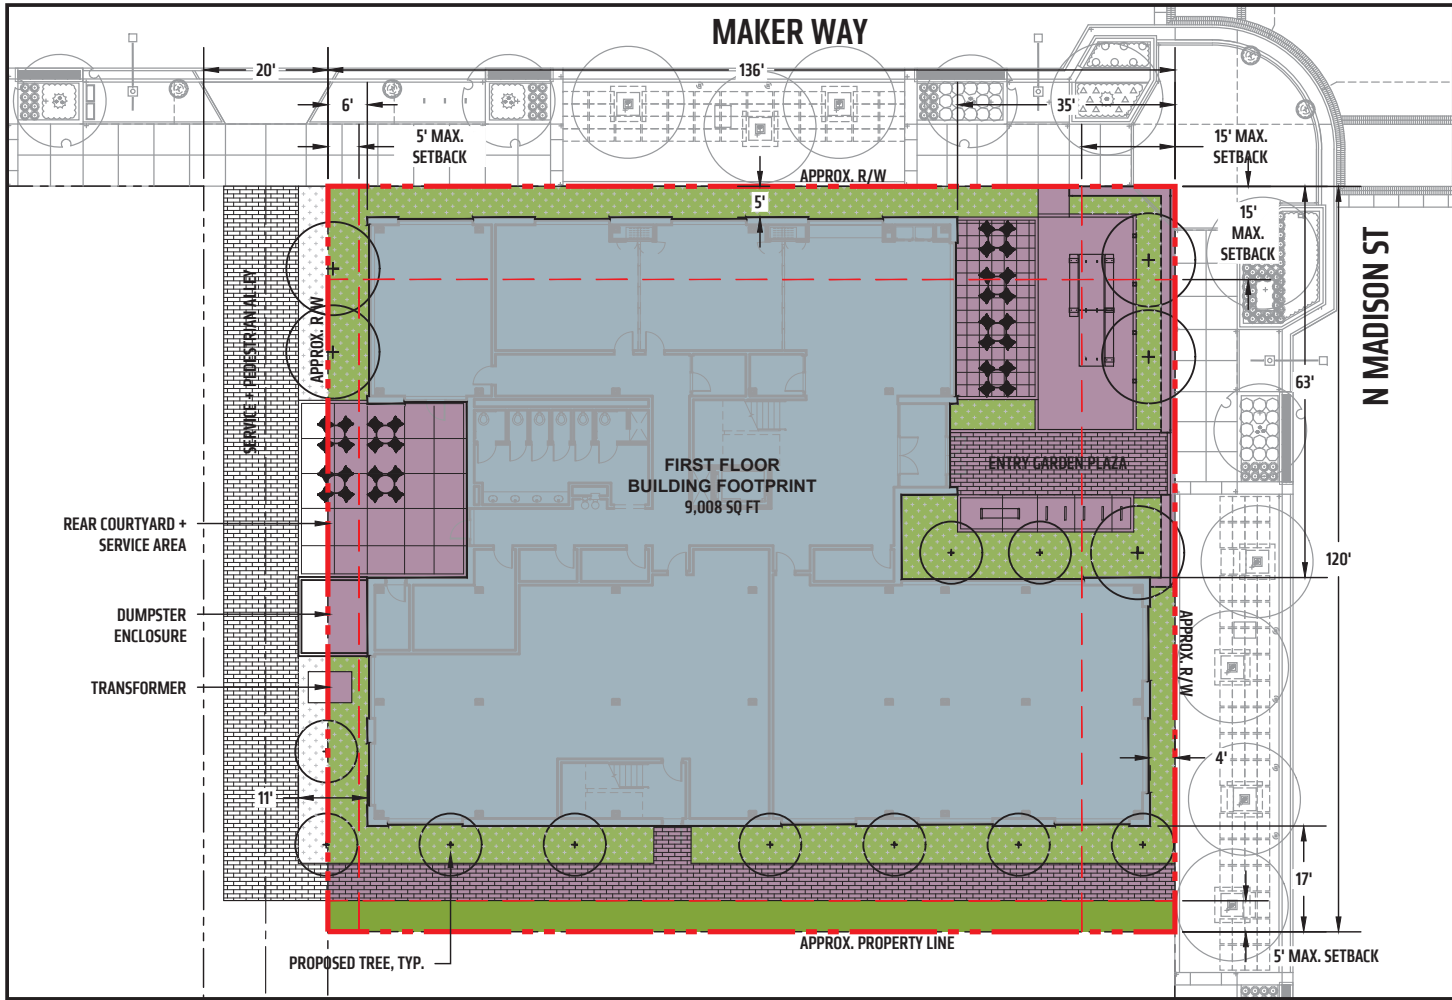 MAKER WAY
20'
136'
6'
35'
5' MAX.
SETBACK
15' MAX.
SETBACK
APPROX. R/W
5'
15'
MAX.
SETBACK
N MADISON ST
SERVICE + PEDESTRIAN ALLEY
APPROX. R/W
63'
FIRST FLOOR
BUILDING FOOTPRINT
9,008 SQ FT
ENTRY GARDEN PLAZA
REAR COURTYARD +
SERVICE AREA
120'
DUMPSTER
ENCLOSURE
APPROX. R/W
TRANSFORMER
4'
11'
17'
APPROX. PROPERTY LINE
5' MAX. SETBACK
PROPOSED TREE, TYP.